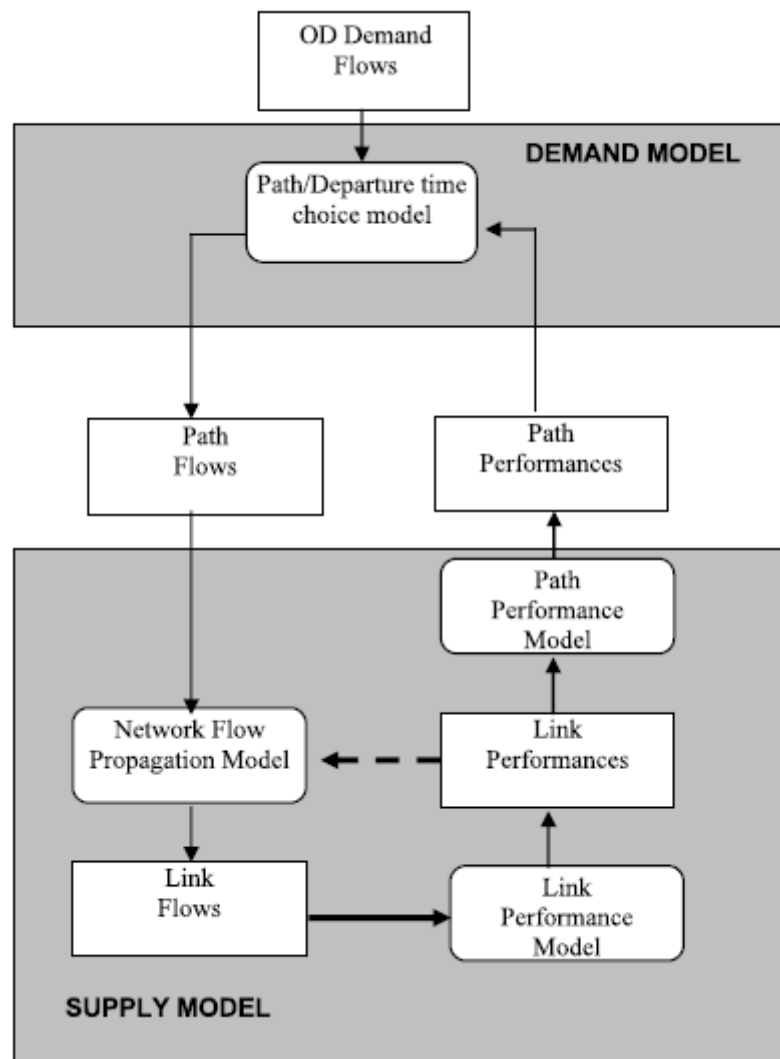 OD Demand
Flows
DEMAND MODEL
Path/Departure time
choice model
Path
Flows
Path
Performances
Path
Performance
Model
Network Flow
Propagation Model
Link
Performances
Link
Flows
Link
Performance
Model
SUPPLY MODEL